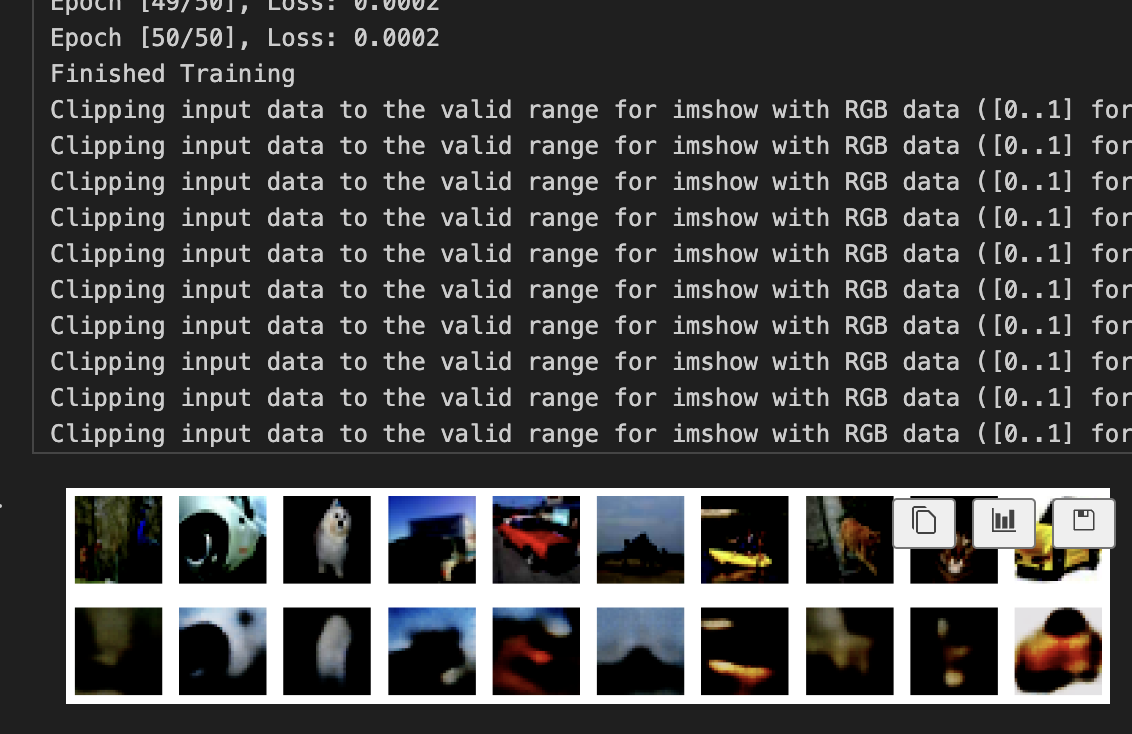 Epoch [49/50], Loss: 0.0002
Epoch [50/50], Loss: 0.0002
Finished Training
Clipping input data to the valid range for imshow with RGB data ([0..1] for
Clipping input data to the valid range for imshow with RGB data ([0..1] for
Clipping input data to the valid range for imshow with RGB data ([0..1] for
Clipping input data to the valid range for imshow with RGB data ([0..1] for
Clipping input data to the valid range for imshow with RGB data ([0..1] for
Clipping input data to the valid range for imshow with RGB data ([0..1] for
Clipping input data to the valid range for imshow with RGB data ([0..1] for
Clipping input data to the valid range for imshow with RGB data ([0..1] for
Clipping input data to the valid range for imshow with RGB data ([0..1] for
Clipping input data to the valid range for imshow with RGB data ([0..1] for